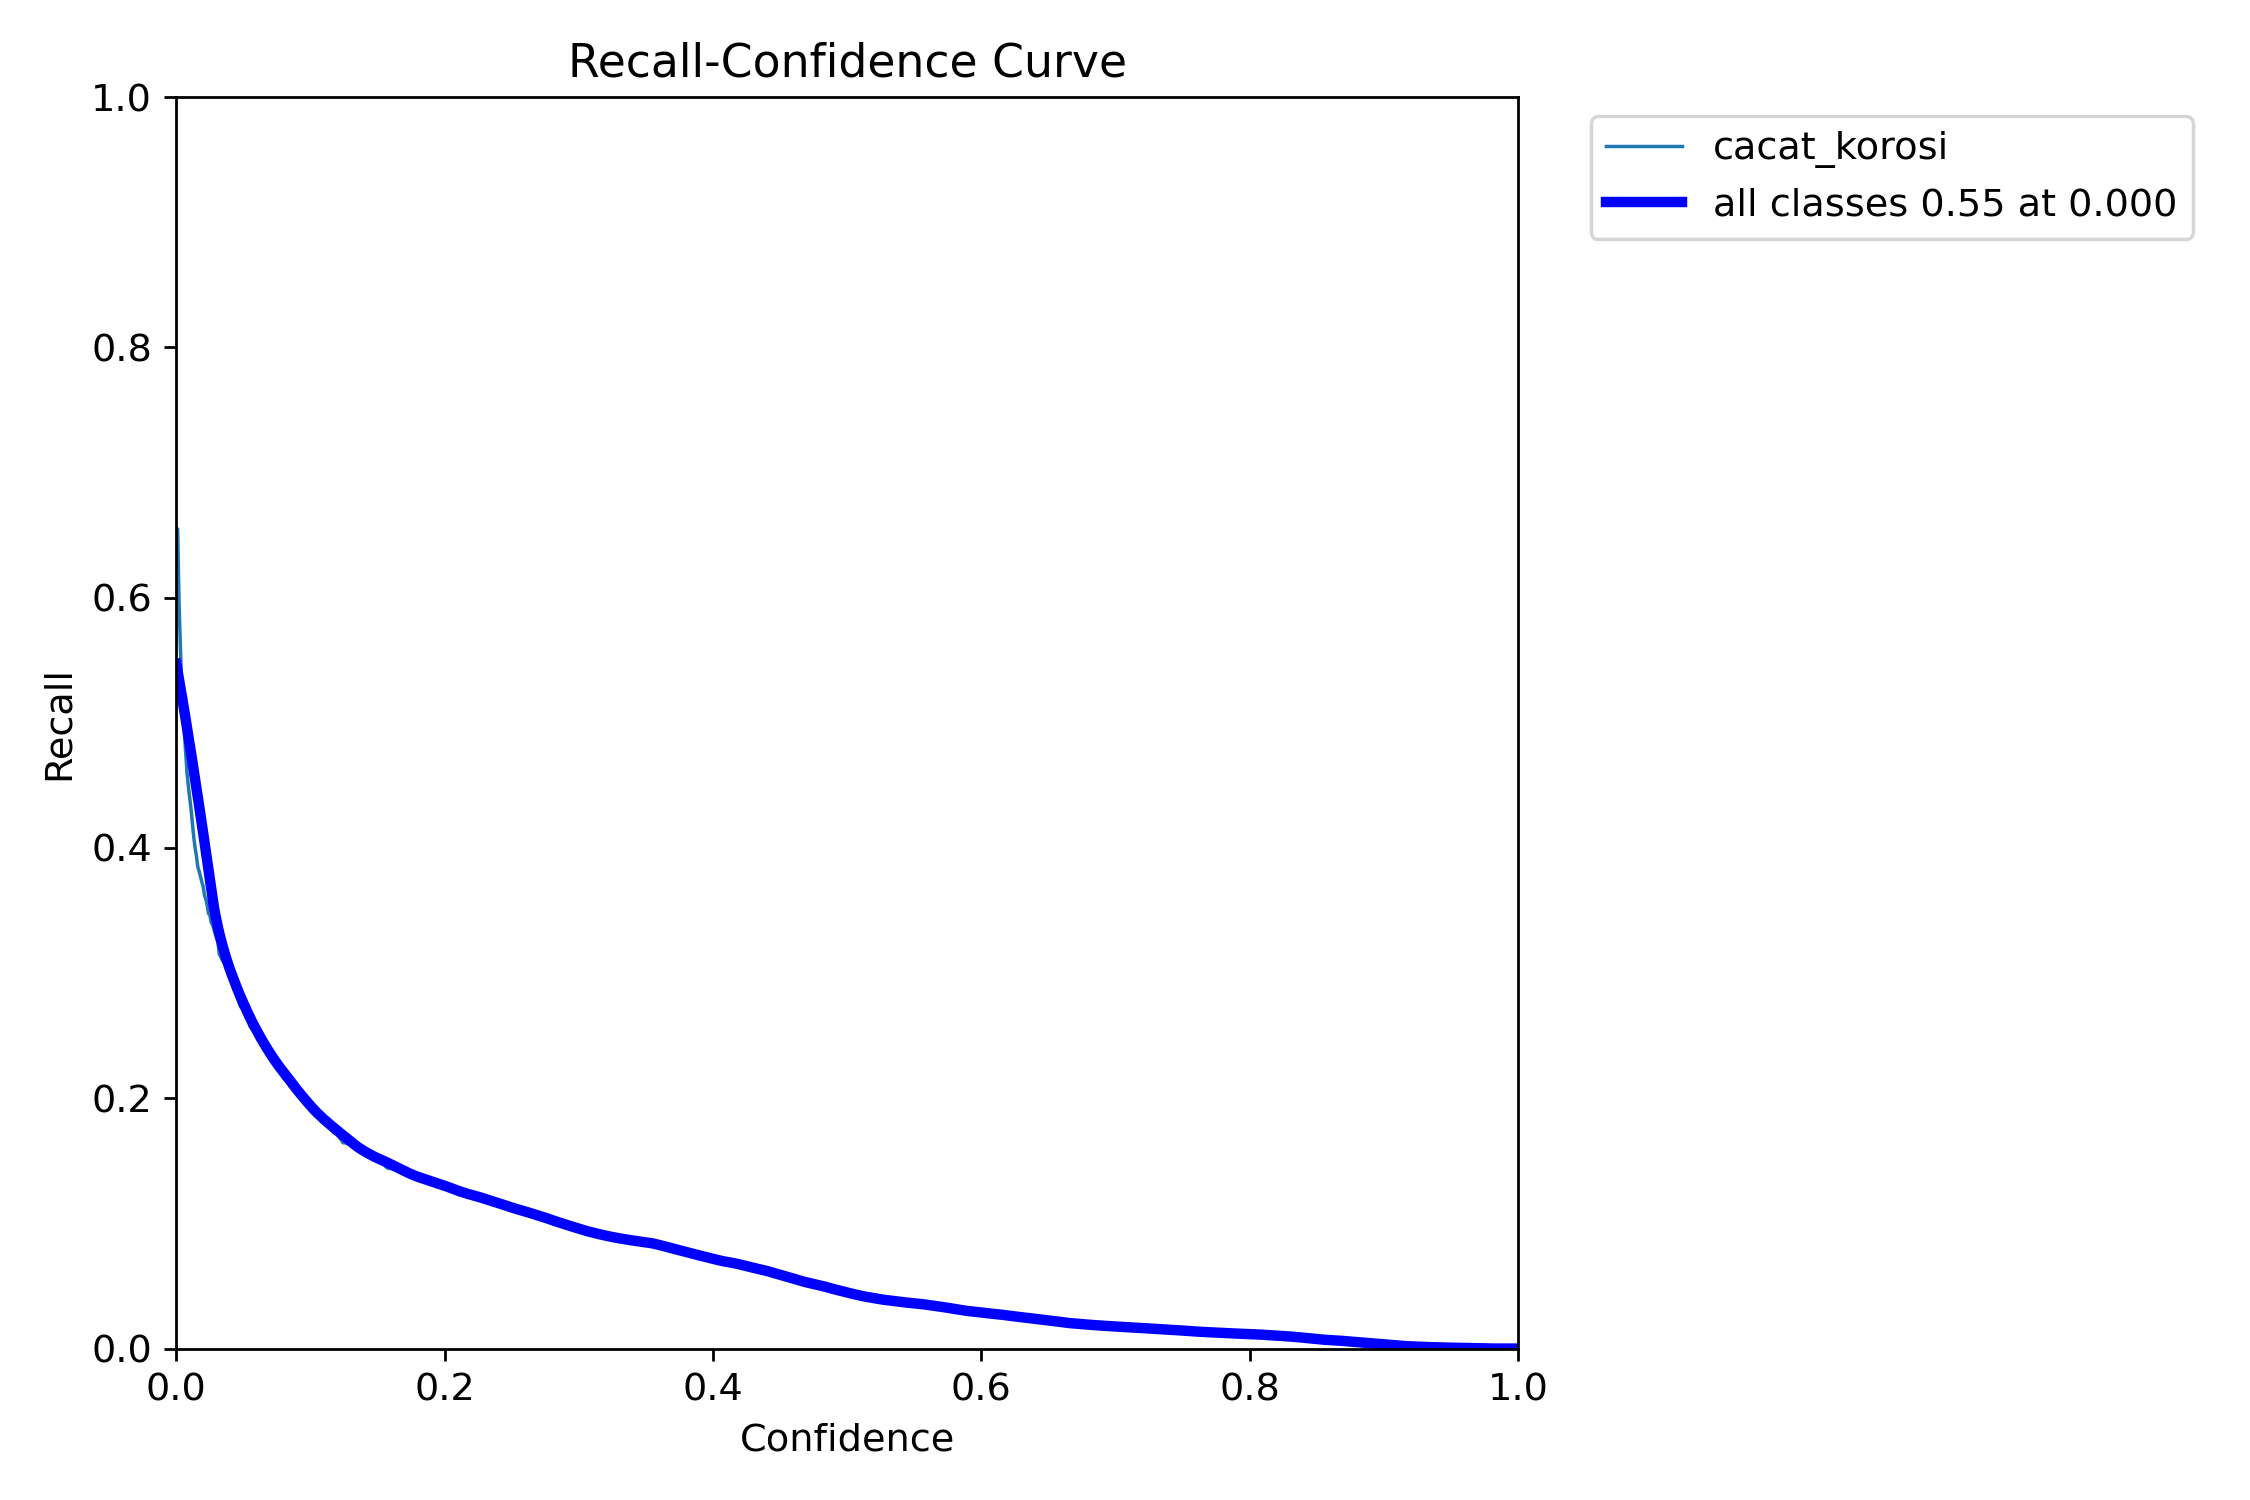 Recall-Confidence Curve
1.0
0.8
0.6
0.4
0.2
0.0
Recall
0.0 0.2 0.4 0.6 0.8 1.0
Confidence
cacat_korosi
all classes 0.55 at 0.000